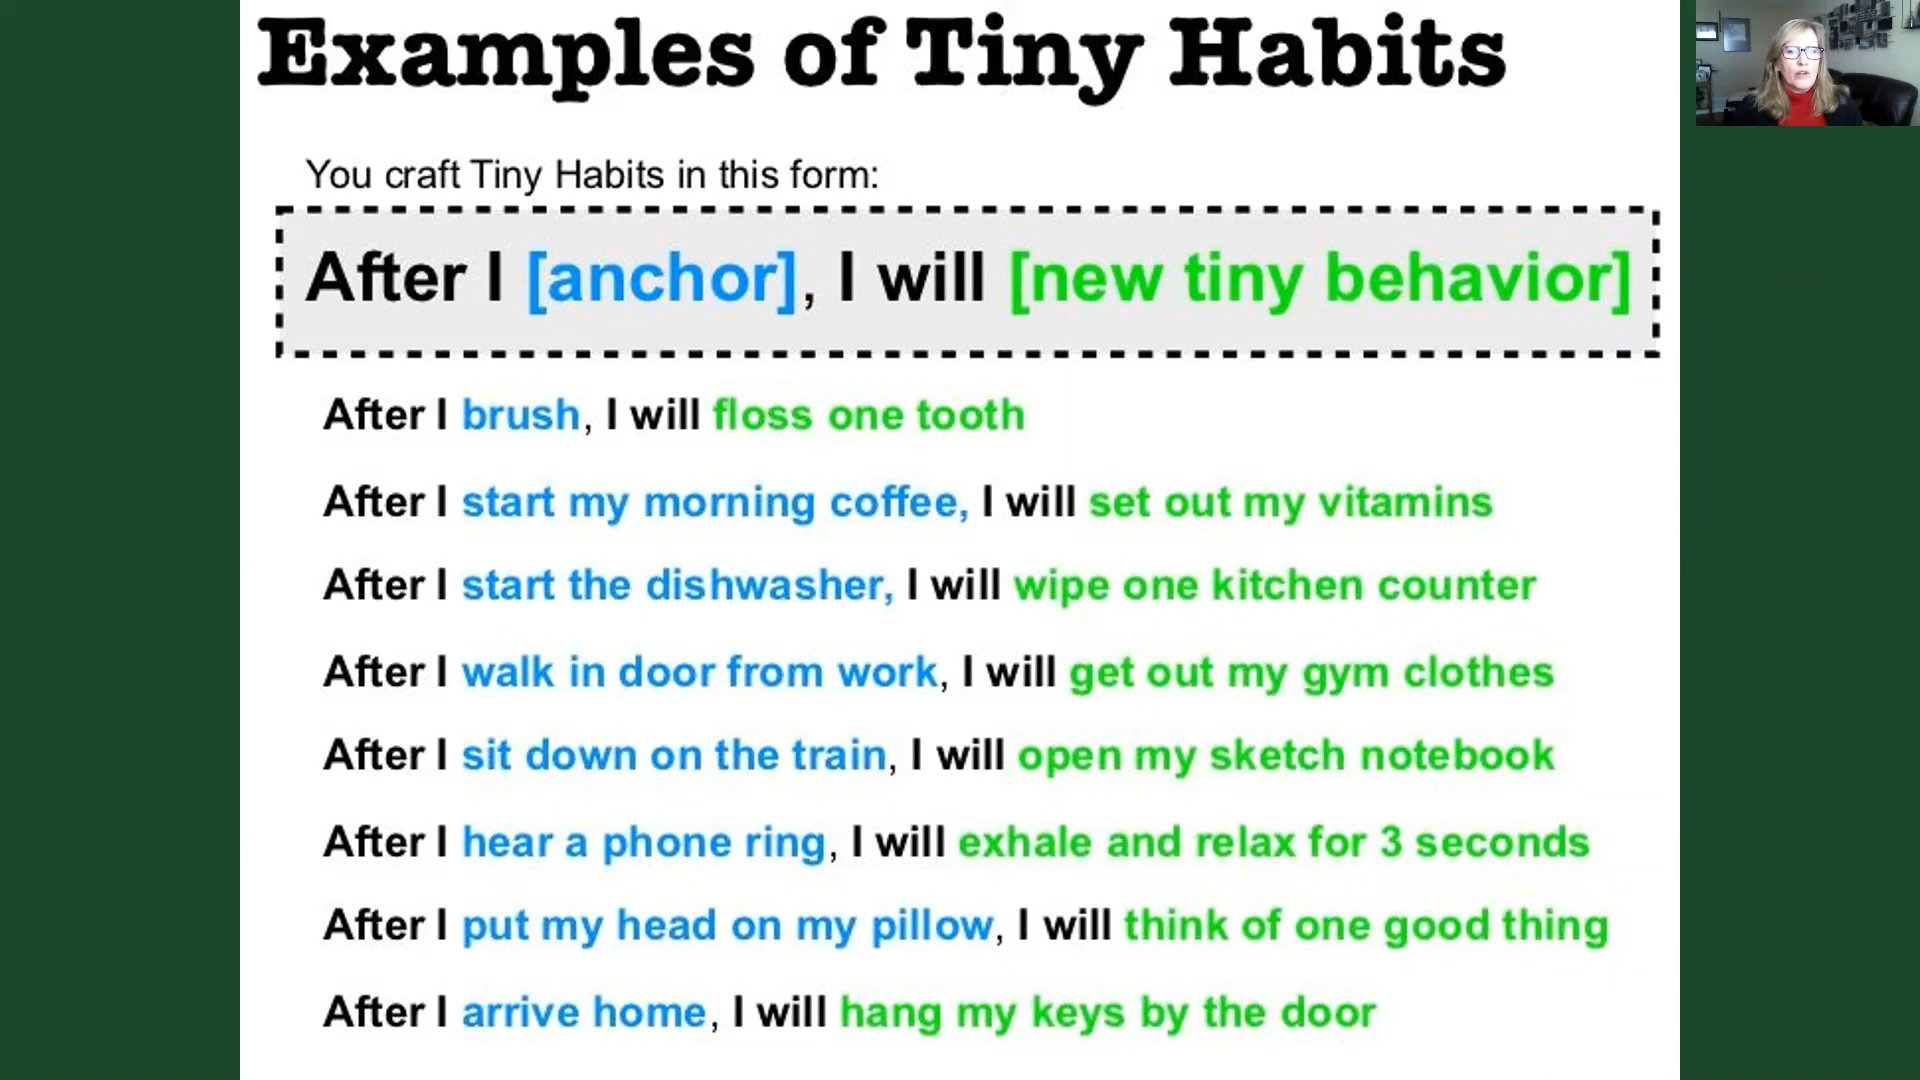 Examples of Tiny Habits
You craft Tiny Habits in this form:
After I [anchor], I will [new tiny behavior]
After I brush, I will floss one tooth
After I start my morning coffee, I will set out my vitamins
After I start the dishwasher, I will wipe one kitchen counter
After I walk in door from work, I will get out my gym clothes
After I sit down on the train, I will open my sketch notebook
After I hear a phone ring, I will exhale and relax for 3 seconds
After I put my head on my pillow, I will think of one good thing
After I arrive home, I will hang my keys by the door